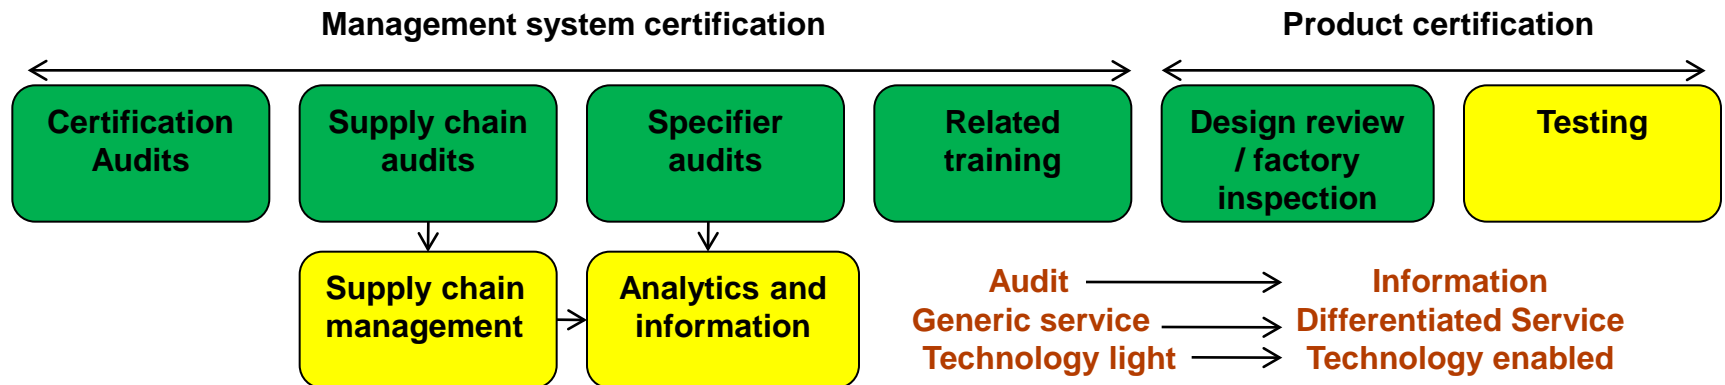 Management system certification
Product certification
Certification
Audits
Supply chain
audits
Specifier
audits
Related
training
Design review
/ factory
inspection
Testing
Supply chain
management
Analytics and
information
Audit
Information
Generic service
Differentiated Service
Technology light
Technology enabled